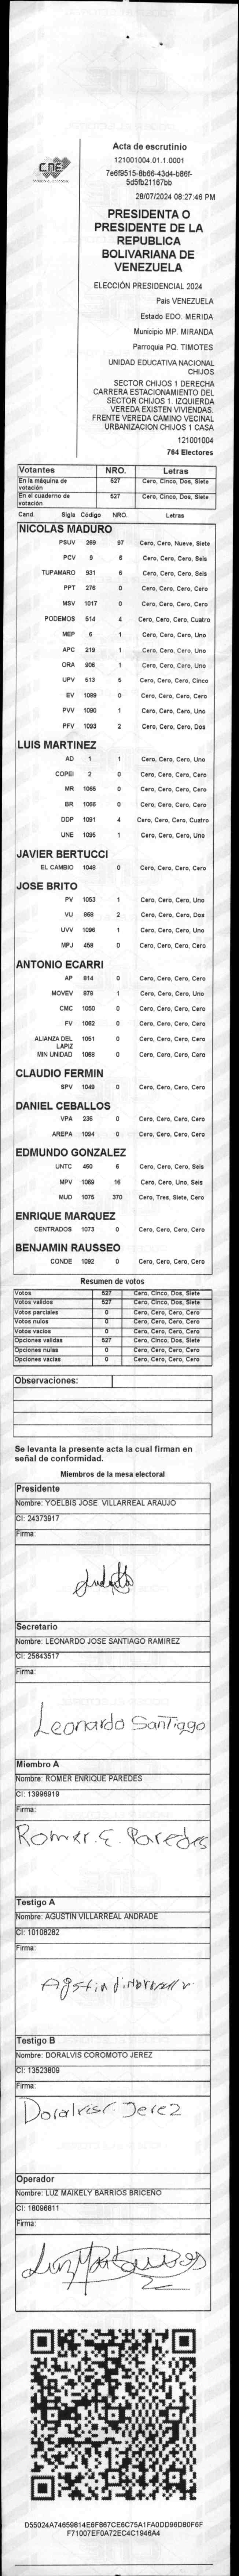 CNE
Acta de escrutinio
121001004.01.1.0001
7e6f9515-8b66-43d4-b86f-
5d5fb21167bb
28/07/2024 08:27:46 PM
PRESIDENTA O
PRESIDENTE DE LA
REPUBLICA
BOLIVARIANA DE
VENEZUELA
ELECCIÓN PRESIDENCIAL 2024
País VENEZUELA
Estado EDO. MERIDA
Municipio MP. MIRANDA
Parroquia PQ. TIMOTES
UNIDAD EDUCATIVA NACIONAL
CHIJOS
SECTOR CHIJOS 1 DERECHA
CARRERA ESTACIONAMIENTO DEL
SECTOR CHIJOS 1. IZQUIERDA
VEREDA EXISTEN VIVIENDAS.
FRENTE VEREDA CAMINO VECINAL
URBANIZACION CHIJOS 1 CASA
121001004
764 Electores
Votantes NRO. Letras
En la máquina de votación 527 Cero, Cinco, Dos, Siete
En el cuaderno de votación 527 Cero, Cinco, Dos, Siete
Cand. Sigla Código NRO. Letras
NICOLAS MADURO
PSUV 269 97 Cero, Cero, Nueve, Siete
PCV 9 6 Cero, Cero, Cero, Seis
TUPAMARO 931 6 Cero, Cero, Cero, Seis
PPT 276 0 Cero, Cero, Cero, Cero
MSV 1017 0 Cero, Cero, Cero, Cero
PODEMOS 514 4 Cero, Cero, Cero, Cuatro
MEP 6 1 Cero, Cero, Cero, Uno
APC 219 1 Cero, Cero, Cero, Uno
ORA 906 1 Cero, Cero, Cero, Uno
UPV 513 5 Cero, Cero, Cero, Cinco
EV 1089 0 Cero, Cero, Cero, Cero
PVV 1090 1 Cero, Cero, Cero, Uno
PFV 1093 2 Cero, Cero, Cero, Dos
LUIS MARTINEZ
AD 1 1 Cero, Cero, Cero, Uno
COPEI 2 0 Cero, Cero, Cero, Cero
MR 1065 0 Cero, Cero, Cero, Cero
BR 1066 0 Cero, Cero, Cero, Cero
DDP 1091 4 Cero, Cero, Cero, Cuatro
UNE 1095 1 Cero, Cero, Cero, Uno
JAVIER BERTUCCI
EL CAMBIO 1048 0 Cero, Cero, Cero, Cero
JOSE BRITO
PV 1053 1 Cero, Cero, Cero, Uno
VU 868 2 Cero, Cero, Cero, Dos
UVV 1096 1 Cero, Cero, Cero, Uno
MPJ 458 0 Cero, Cero, Cero, Cero
ANTONIO ECARRI
AP 814 0 Cero, Cero, Cero, Cero
MOVEV 979 1 Cero, Cero, Cero, Uno
CMC 1050 0 Cero, Cero, Cero, Cero
FV 1062 0 Cero, Cero, Cero, Cero
ALIANZA DEL LAPIZ 1051 0 Cero, Cero, Cero, Cero
MIN UNIDAD 1068 0 Cero, Cero, Cero, Cero
CLAUDIO FERMIN
SPV 1049 0 Cero, Cero, Cero, Cero
DANIEL CEBALLOS
VPA 236 0 Cero, Cero, Cero, Cero
AREPA 1094 0 Cero, Cero, Cero, Cero
EDMUNDO GONZALEZ
UNTC 460 6 Cero, Cero, Cero, Seis
MPV 1069 16 Cero, Cero, Uno, Seis
MUD 1075 370 Cero, Tres, Siete, Cero
ENRIQUE MARQUEZ
CENTRADOS 1073 0 Cero, Cero, Cero, Cero
BENJAMIN RAUSSEO
CONDE 1092 0 Cero, Cero, Cero, Cero
Resumen de votos
Votos 527 Cero, Cinco, Dos, Siete
Votos validos 527 Cero, Cinco, Dos, Siete
Votos parciales 0 Cero, Cero, Cero, Cero
Votos nulos 0 Cero, Cero, Cero, Cero
Votos vacios 0 Cero, Cero, Cero, Cero
Opciones validas 527 Cero, Cinco, Dos, Siete
Opciones nulas 0 Cero, Cero, Cero, Cero
Opciones vacias 0 Cero, Cero, Cero, Cero
Observaciones:
Se levanta la presente acta la cual firman en
señal de conformidad.
Miembros de la mesa electoral
Presidente
Nombre: YOELBIS JOSE VILLARREAL ARAUJO
CI: 24373917
Firma:
Secretario
Nombre: LEONARDO JOSE SANTIAGO RAMIREZ
CI: 25643517
Firma:
Leonardo Santiago
Miembro A
Nombre: ROMER ENRIQUE PAREDES
CI: 13996919
Firma:
Romer. E. Paredes
Testigo A
Nombre: AGUSTIN VILLARREAL ANDRADE
CI: 10108282
Firma:
Testigo B
Nombre: DORALVIS COROMOTO JEREZ
CI: 13523809
Firma:
Doralvis C Jerez
Operador
Nombre: LUZ MAIKELY BARRIOS BRICENO
CI: 18096811
Firma:
D55024A74659814E6F867CE6C75A1FA0DD96D80F6F
F71007EF0A72EC4C1946A4